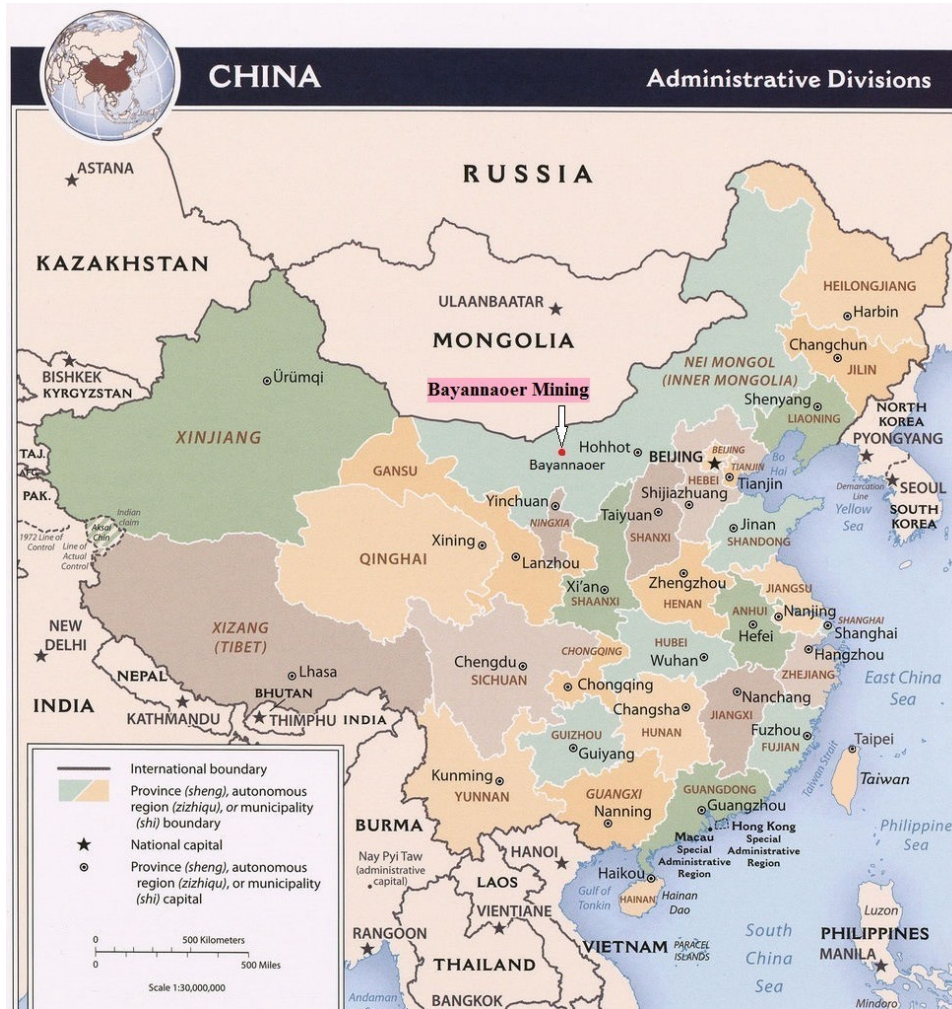 CHINA
Administrative Divisions
ASTANA
RUSSIA
KAZAKHSTAN
ULAANBAATAR
MONGOLIA
HEILONGJIANG
Harbin
Changchun
JILIN
BISHKEK
KYRGYZSTAN
Ürümqi
Bayannaoer Mining
NEI MONGOL
(INNER MONGOLIA)
Shenyang
LIAONING
NORTH
KOREA
PYONGYANG
XINJIANG
TAJ.
AFG.
PAK.
GANSU
Hohhot
Bayannaoer
BEIJING
BEIJING
TIANJIN
Tianjin
HEBEI
Bo
Hai
Demarcation
Line
SEOUL
SOUTH
KOREA
Yellow
Sea
Yinchuan
NINGXIA
Shijiazhuang
Taiyuan
SHANXI
Jinan
SHANDONG
Indian
claim
Aksai
Chin
1972 Line of
Control
Line of
Actual
Control
QINGHAI
Xining
Lanzhou
Xi'an
SHAANXI
Zhengzhou
HENAN
JIANGSU
ANHUI
Nanjing
Hefei
SHANGHAI
Shanghai
Hangzhou
ZHEJIANG
East China
Sea
NEW
DELHI
XIZANG
(TIBET)
Lhasa
NEPAL
KATHMANDU
BHUTAN
THIMPHU
INDIA
INDIA
Chengdu
SICHUAN
CHONGQING
Chongqing
HUBEI
Wuhan
Changsha
HUNAN
Nanchang
JIANGXI
Fuzhou
FUJIAN
Taipei
Taiwan
Taiwan Strait
GUIZHOU
Guiyang
Kunming
YUNNAN
GUANGXI
Nanning
GUANGDONG
Guangzhou
Macau
Special
Administrative
Region
Hong Kong
Special
Administrative
Region
Philippine
Sea
BURMA
Nay Pyi Taw
(administrative
capital)
HANOI
LAOS
VIENTIANE
Haikou
Gulf of
Tonkin
HAINAN
Hainan
Dao
RANGOON
THAILAND
BANGKOK
Andaman
VIETNAM
PARACEL
ISLANDS
South
China
Sea
Luzon
PHILIPPINES
MANILA
Mindoro
International boundary
Province (sheng), autonomous
region (zizhiqu), or municipality
(shi) boundary
National capital
Province (sheng), autonomous
region (zizhiqu), or municipality
(shi) capital
0 500 Kilometers
0 500 Miles
Scale 1:30,000,000